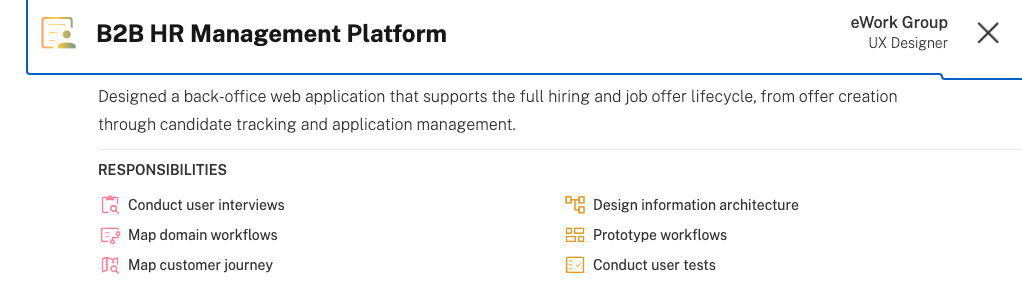 B2B HR Management Platform
eWork Group
UX Designer
Designed a back-office web application that supports the full hiring and job offer lifecycle, from offer creation
through candidate tracking and application management.
RESPONSIBILITIES
Conduct user interviews
Map domain workflows
Map customer journey
Design information architecture
Prototype workflows
Conduct user tests